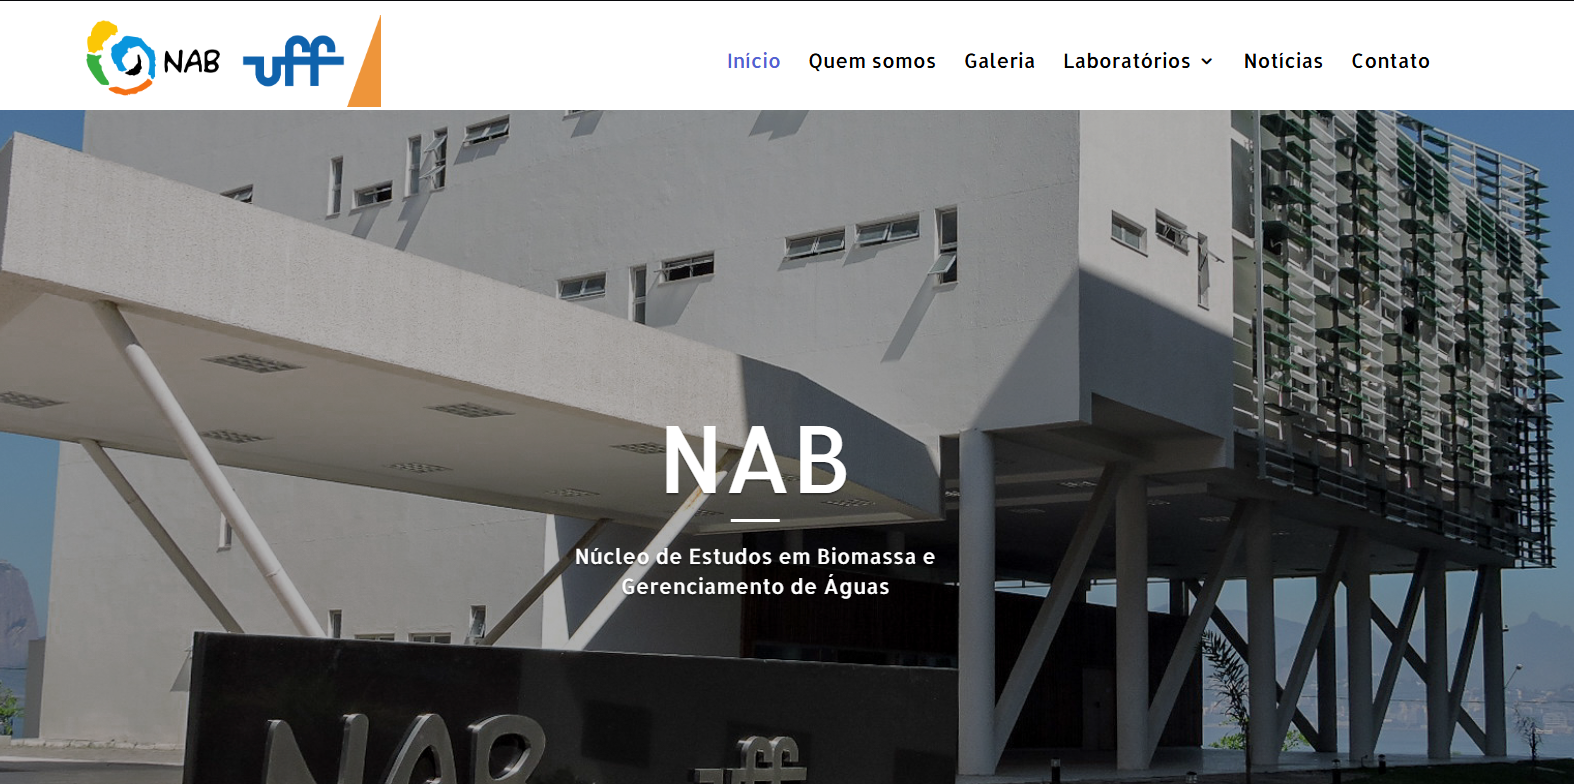 NAB
uff
Início
Quem somos
Galeria
Laboratórios
Notícias
Contato
NAB
Núcleo de Estudos em Biomassa e
Gerenciamento de Águas
NAB
uff